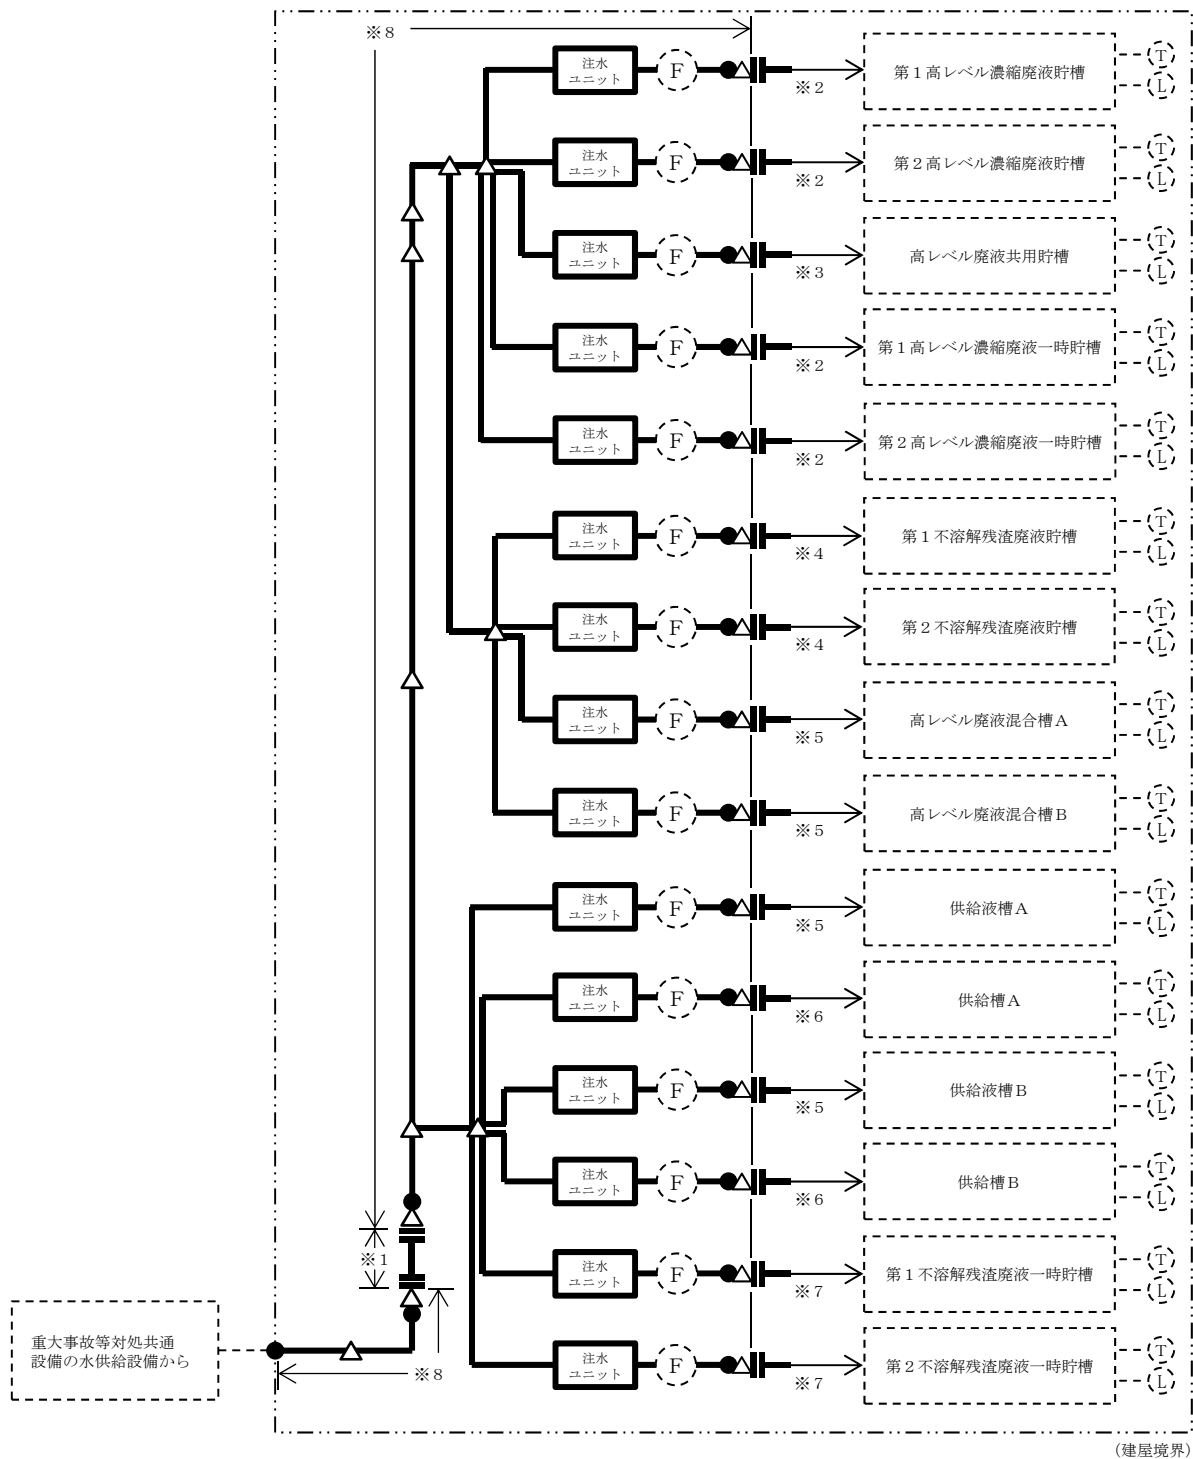 ※８
注水
ユニット
F
※２
第１高レベル濃縮廃液貯槽
T
L
注水
ユニット
F
※２
第２高レベル濃縮廃液貯槽
T
L
注水
ユニット
F
※３
高レベル廃液共用貯槽
T
L
注水
ユニット
F
※２
第１高レベル濃縮廃液一時貯槽
T
L
注水
ユニット
F
※２
第２高レベル濃縮廃液一時貯槽
T
L
注水
ユニット
F
※４
第１不溶解残渣廃液貯槽
T
L
注水
ユニット
F
※４
第２不溶解残渣廃液貯槽
T
L
注水
ユニット
F
※５
高レベル廃液混合槽Ａ
T
L
注水
ユニット
F
※５
高レベル廃液混合槽Ｂ
T
L
注水
ユニット
F
※５
供給液槽Ａ
T
L
注水
ユニット
F
※６
供給槽Ａ
T
L
注水
ユニット
F
※５
供給液槽Ｂ
T
L
注水
ユニット
F
※６
供給槽Ｂ
T
L
※１
注水
ユニット
F
※７
第１不溶解残渣廃液一時貯槽
T
L
重大事故等対処共通
設備の水供給設備から
※８
注水
ユニット
F
※７
第２不溶解残渣廃液一時貯槽
T
L
（建屋境界）